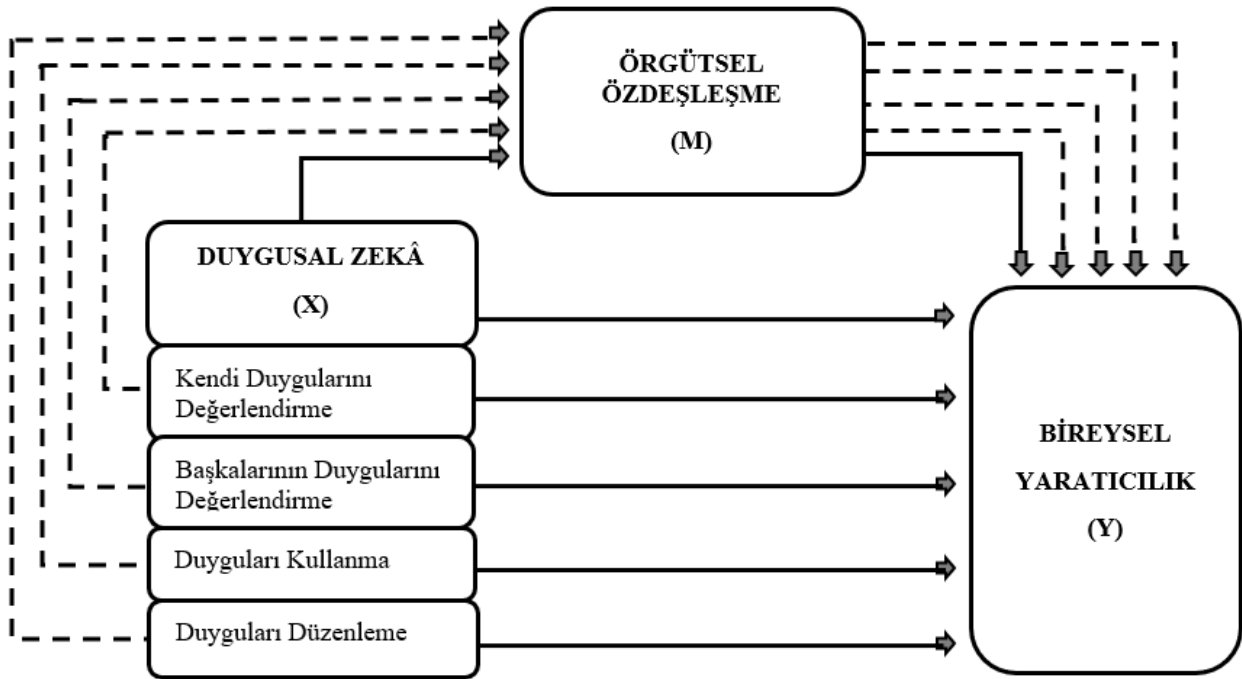 ÖRGÜTSEL
ÖZDEŞLEŞME
(M)
DUYGUSAL ZEKÂ
(X)
Kendi Duygularını
Değerlendirme
Başkalarının Duygularını
Değerlendirme
Duyguları Kullanma
Duyguları Düzenleme
BİREYSEL
YARATICILIK
(Y)